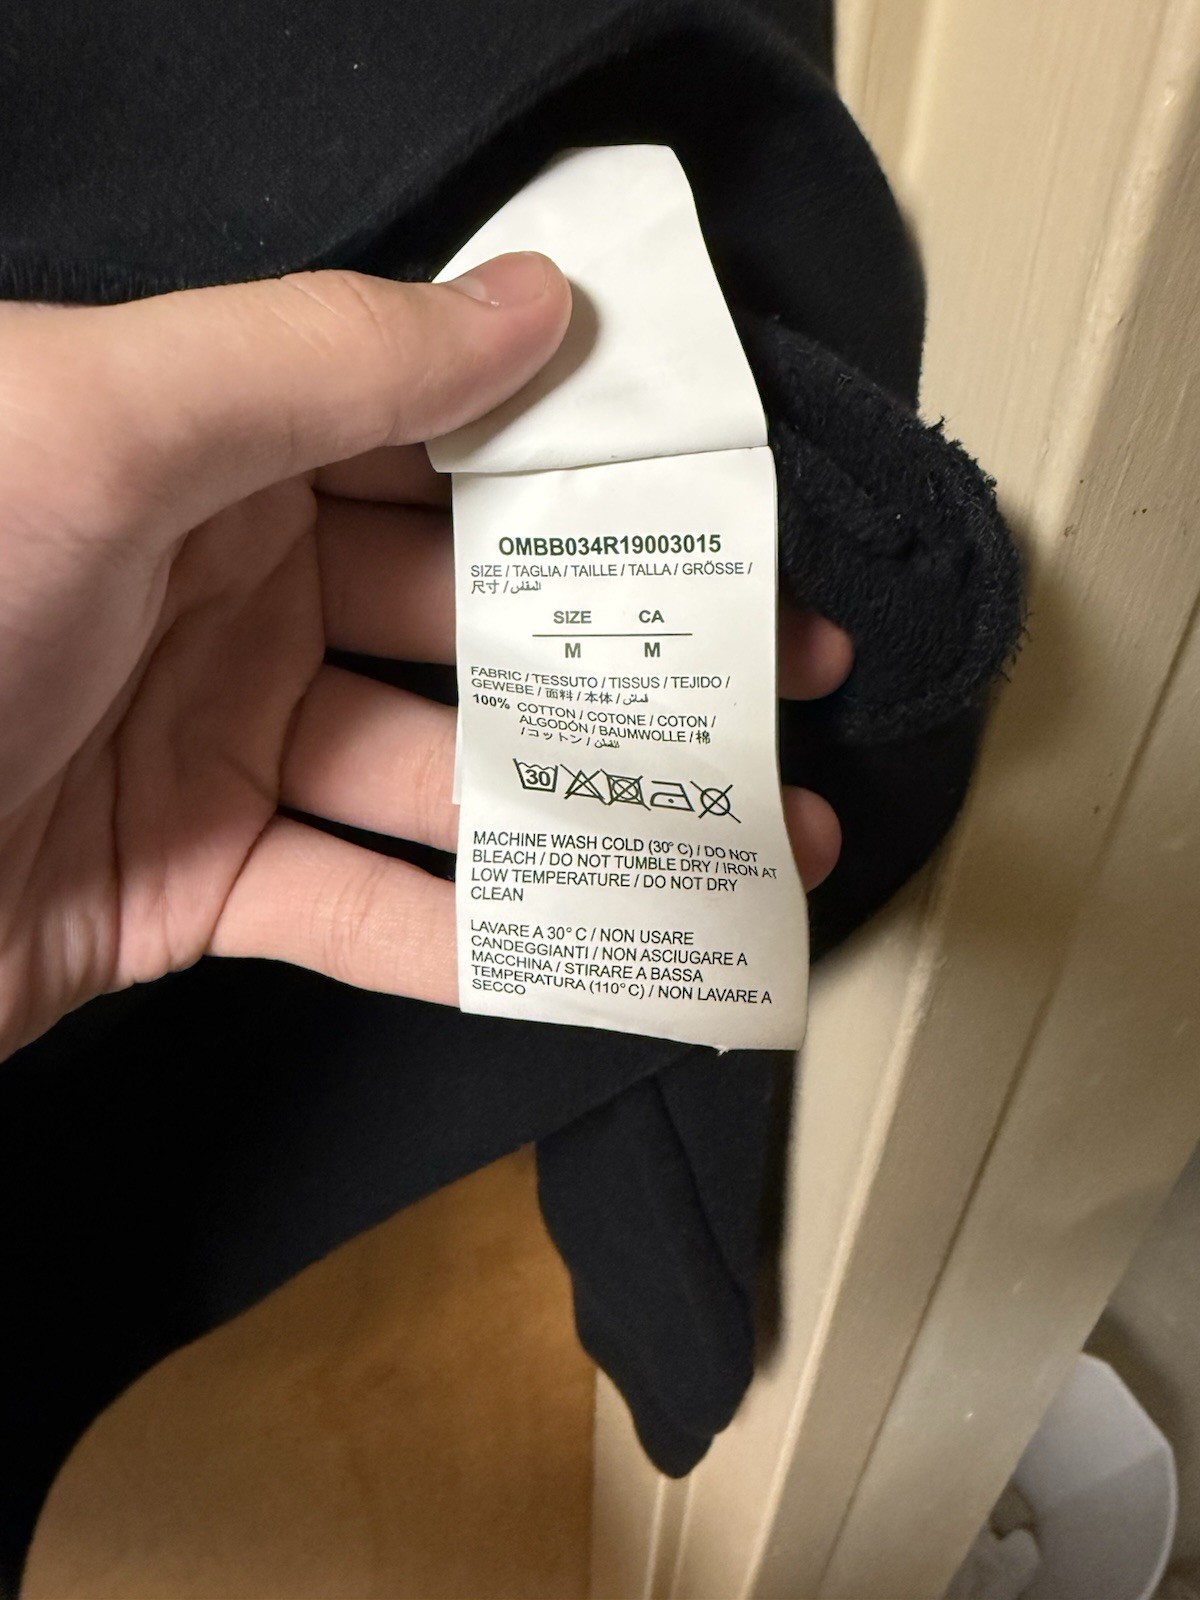 OMBB034R19003015
SIZE / TAGLIA / TAILLE / TALLA / GRÖSSE /
尺寸 / المقاس
SIZE CA
M M
FABRIC / TESSUTO / TISSUS / TEJIDO /
GEWEBE / 面料 / 本体 / قماش
100% COTTON / COTONE / COTON /
ALGODÓN / BAUMWOLLE / 棉
/ コットン / القطن
30
MACHINE WASH COLD (30° C) / DO NOT
BLEACH / DO NOT TUMBLE DRY / IRON AT
LOW TEMPERATURE / DO NOT DRY
CLEAN
LAVARE A 30° C / NON USARE
CANDEGGIANTI / NON ASCIUGARE A
MACCHINA / STIRARE A BASSA
TEMPERATURA (110° C) / NON LAVARE A
SECCO